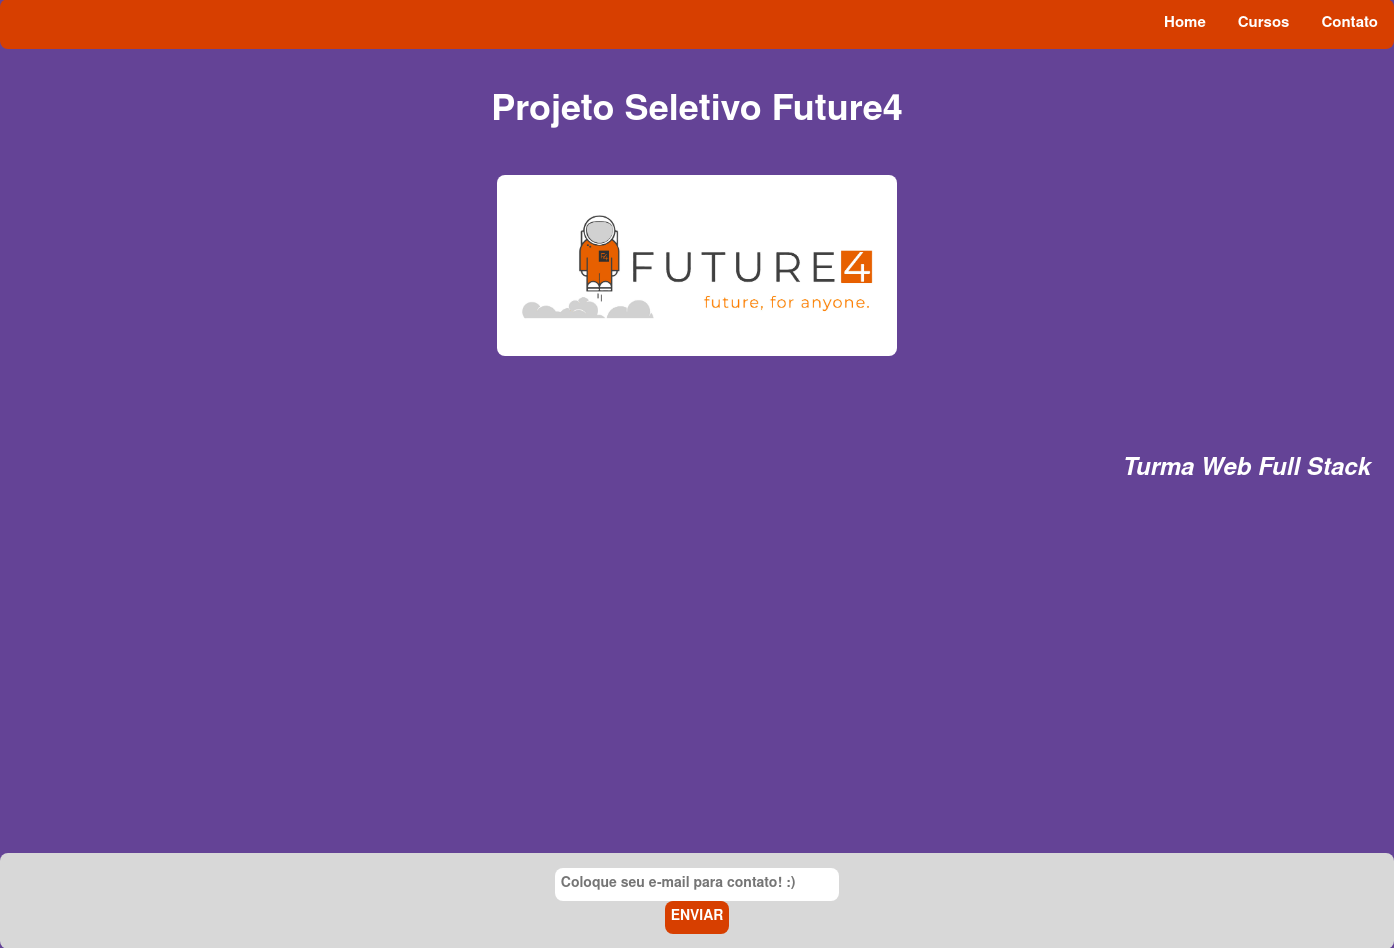 Home Cursos Contato
Projeto Seletivo Future4
FUTURE4
future, for anyone.
Turma Web Full Stack
Coloque seu e-mail para contato! :)
ENVIAR